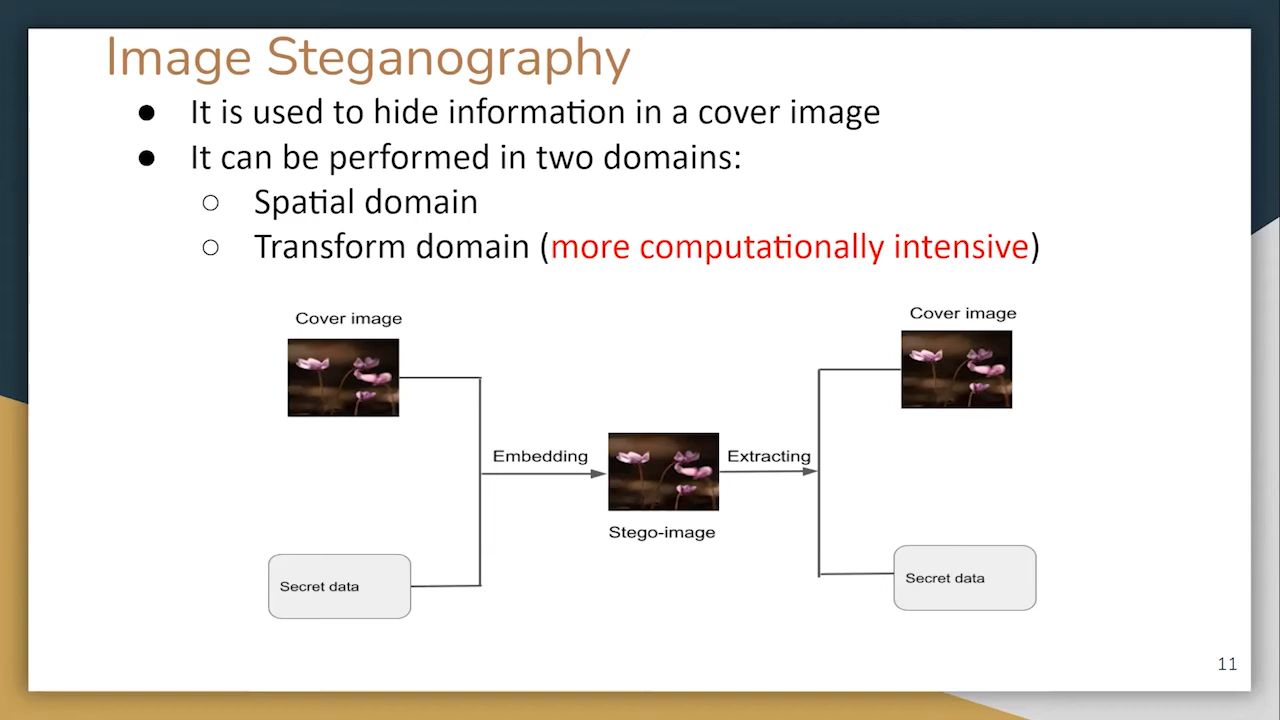 Image Steganography
● It is used to hide information in a cover image
● It can be performed in two domains:
○ Spatial domain
○ Transform domain (more computationally intensive)
Cover image
Cover image
Embedding
Extracting
Stego-image
Secret data
Secret data
11